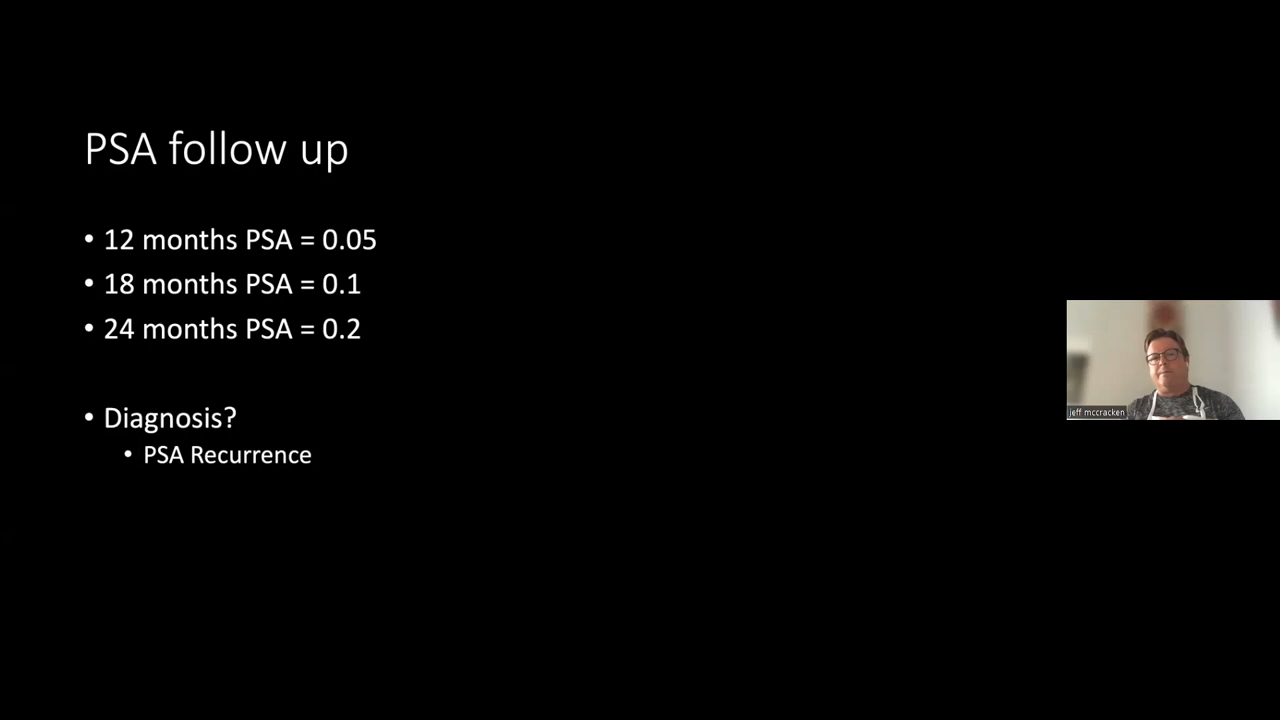 PSA follow up
• 12 months PSA = 0.05
• 18 months PSA = 0.1
• 24 months PSA = 0.2
• Diagnosis?
• PSA Recurrence
jeff mccracken